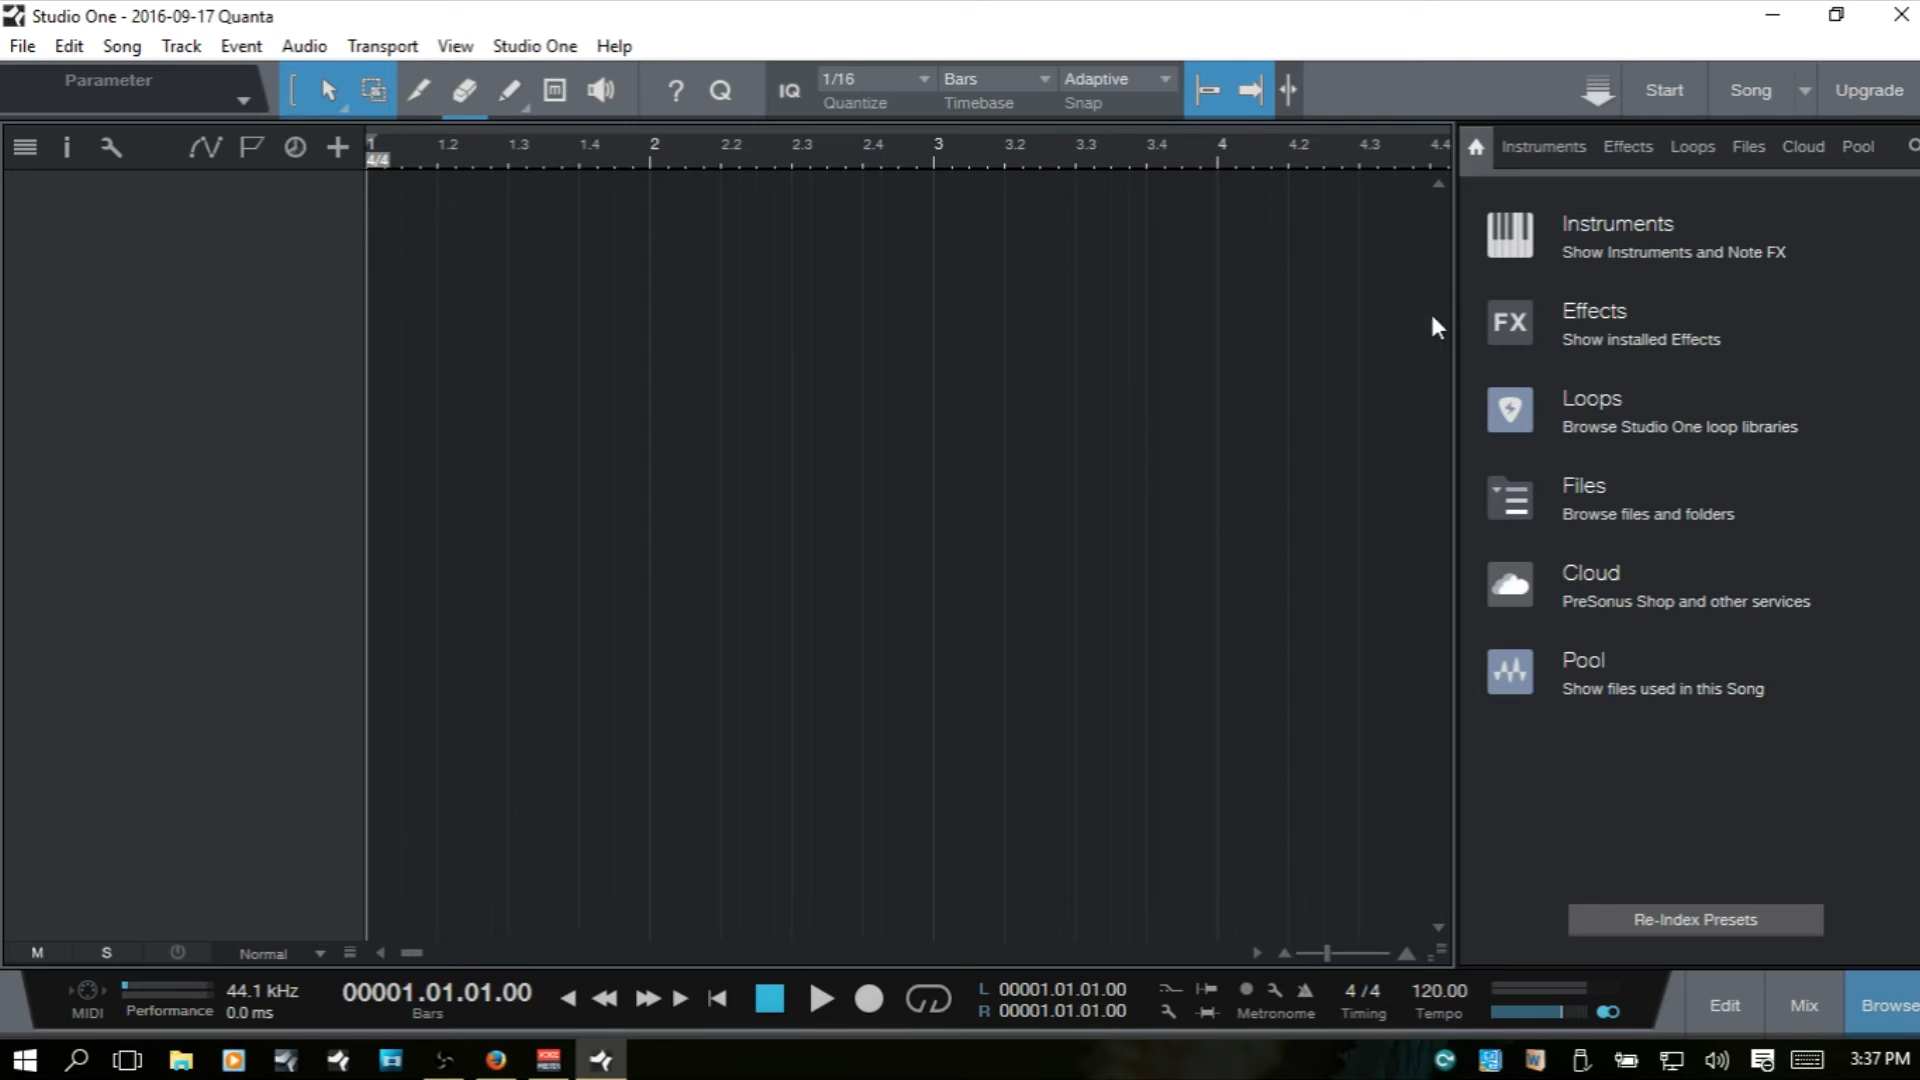 Studio One - 2016-09-17 Quanta
File Edit Song Track Event Audio Transport View Studio One Help
Parameter
? Q IQ 1/16 Bars Adaptive
Quantize Timebase Snap
Start Song Upgrade
1 1.2 1.3 1.4 2 2.2 2.3 2.4 3 3.2 3.3 3.4 4 4.2 4.3 4.4
4/4
Instruments Effects Loops Files Cloud Pool
Instruments
Show Instruments and Note FX
FX
Effects
Show installed Effects
Loops
Browse Studio One loop libraries
Files
Browse files and folders
Cloud
PreSonus Shop and other services
Pool
Show files used in this Song
Re-Index Presets
M S Normal
MIDI
Performance
44.1 kHz
0.0 ms
00001.01.01.00
Bars
L 00001.01.01.00
R 00001.01.01.00
Metronome
4 / 4
Timing
120.00
Tempo
Edit Mix Browse
3:37 PM